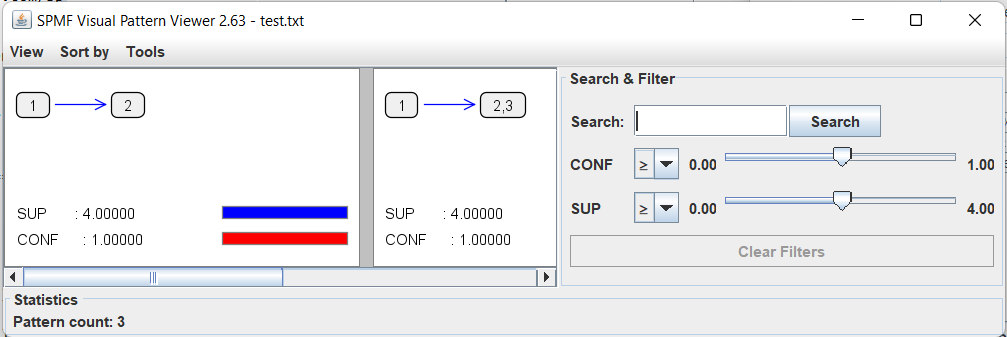 SPMF Visual Pattern Viewer 2.63 - test.txt
View Sort by Tools
1 2
SUP : 4.00000
CONF : 1.00000
1 2,3
SUP : 4.00000
CONF : 1.00000
Search & Filter
Search: Search
CONF ≥ 0.00 1.00
SUP ≥ 0.00 4.00
Clear Filters
Statistics
Pattern count: 3